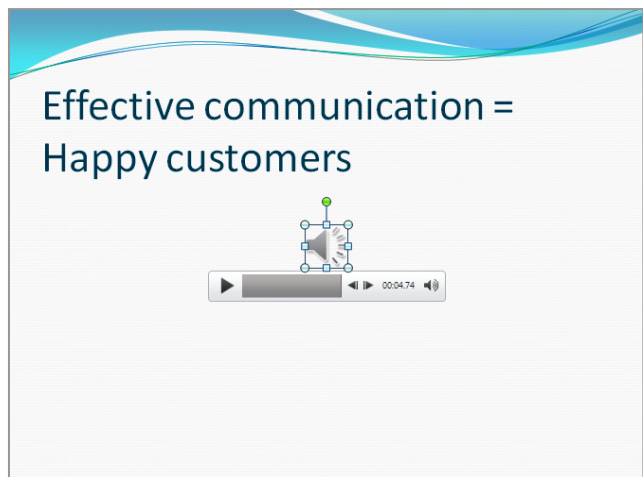 Effective communication =
Happy customers
00:04.74